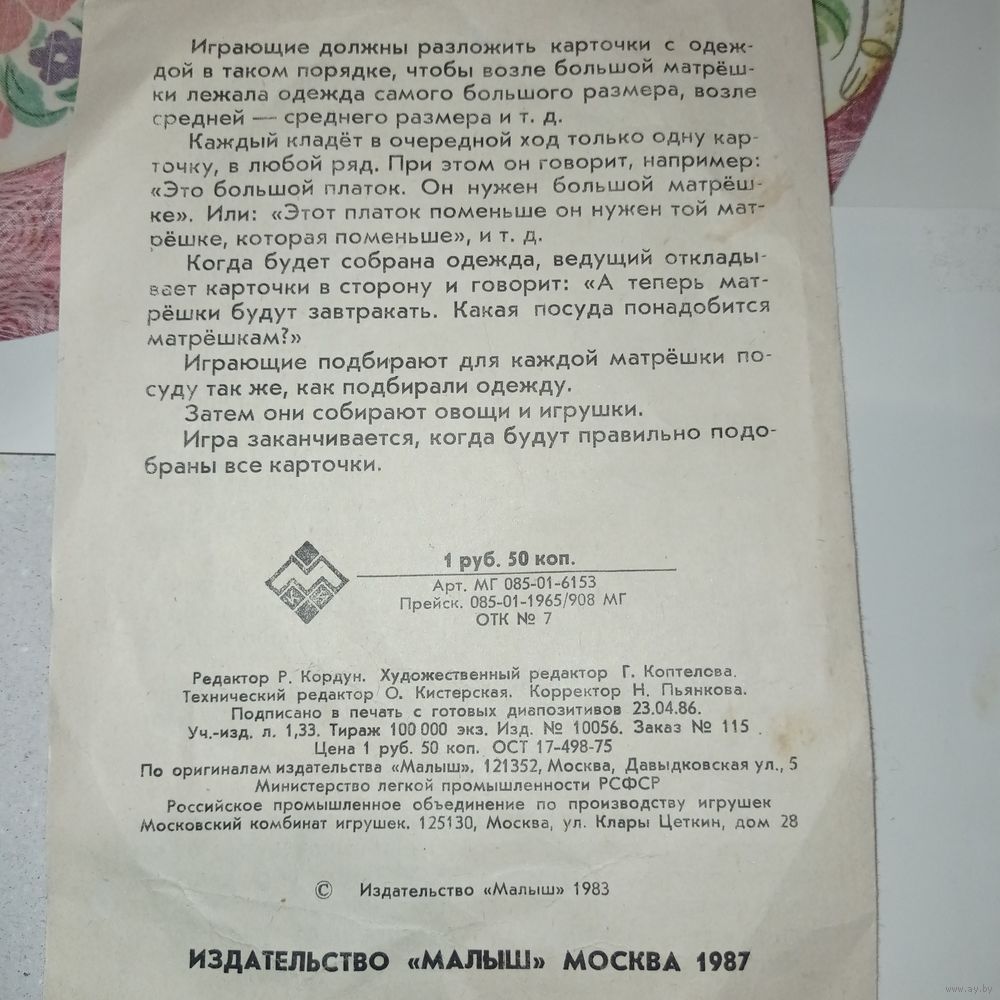 Играющие должны разложить карточки с одеж-
дой в таком порядке, чтобы возле большой матрёш-
ки лежала одежда самого большого размера, возле
средней — среднего размера и т. д.
Каждый кладёт в очередной ход только одну кар-
точку, в любой ряд. При этом он говорит, например:
«Это большой платок. Он нужен большой матрёш-
ке». Или: «Этот платок поменьше он нужен той мат-
рёшке, которая поменьше», и т. д.
Когда будет собрана одежда, ведущий откладьı-
вает карточки в сторону и говорит: «А теперь мат-
рёшки будут завтракать. Какая посуда понадобится
матрёшкам?»
Играющие подбирают для каждой матрёшки по-
суду так же, как подбирали одежду.
Затем они собирают овощи и игрушки.
Игра заканчивается, когда будут правильно подо-
браны все карточки.
1 руб. 50 коп.
Арт. МГ 085-01-6153
Прейск. 085-01-1965/908 МГ
ОТК № 7
Редактор Р. Кордун. Художественный редактор Г. Коптелова.
Технический редактор О. Кистерская. Корректор Н. Пьянкова.
Подписано в печать с готовых диапозитивов 23.04.86.
Уч.-изд. л. 1,33. Тираж 100 000 экз. Изд. № 10056. Заказ № 115 .
Цена 1 руб. 50 коп. ОСТ 17-498-75
По оригиналам издательства «Малыш». 121352, Москва, Давыдковская ул., 5
Министерство легкой промышленности РСФСР
Российское промышленное объединение по производству игрушек
Московский комбинат игрушек. 125130, Москва, ул. Клары Цеткин, дом 28
© Издательство «Малыш» 1983
ИЗДАТЕЛЬСТВО «МАЛЫШ» МОСКВА 1987
www.ay.by